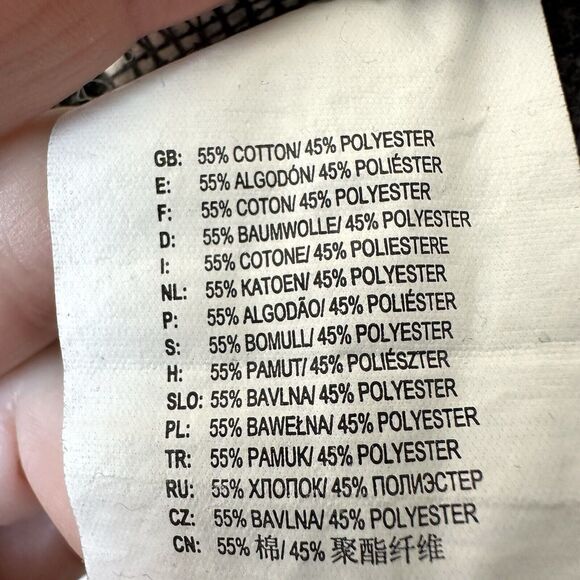 GB: 55% COTTON/ 45% POLYESTER
E: 55% ALGODÓN/ 45% POLIÉSTER
F: 55% COTON/ 45% POLYESTER
D: 55% BAUMWOLLE/ 45% POLYESTER
I: 55% COTONE/ 45% POLIESTERE
NL: 55% KATOEN/ 45% POLYESTER
P: 55% ALGODÃO/ 45% POLIÉSTER
S: 55% BOMULL/ 45% POLYESTER
H: 55% PAMUT/ 45% POLIÉSZTER
SLO: 55% BAVLNA/ 45% POLYESTER
PL: 55% BAWEŁNA/ 45% POLYESTER
TR: 55% PAMUK/ 45% POLYESTER
RU: 55% ХЛОПОК/ 45% ПОЛИЭСТЕР
CZ: 55% BAVLNA/ 45% POLYESTER
CN: 55% 棉/ 45% 聚酯纤维